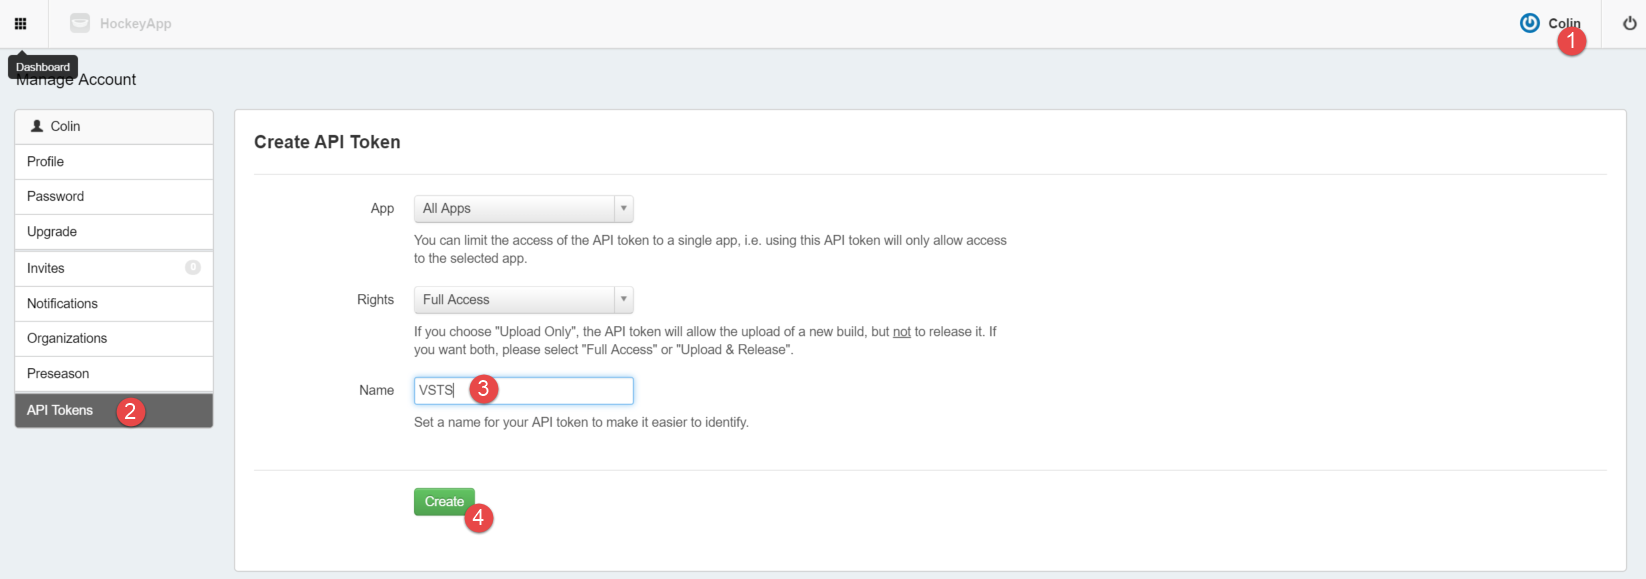 HockeyApp
Colin
1
Dashboard
Manage Account
Colin
Profile
Password
Upgrade
Invites 0
Notifications
Organizations
Preseason
API Tokens 2
Create API Token
App All Apps
You can limit the access of the API token to a single app, i.e. using this API token will only allow access
to the selected app.
Rights Full Access
If you choose "Upload Only", the API token will allow the upload of a new build, but not to release it. If
you want both, please select "Full Access" or "Upload & Release".
Name VSTS 3
Set a name for your API token to make it easier to identify.
Create
4